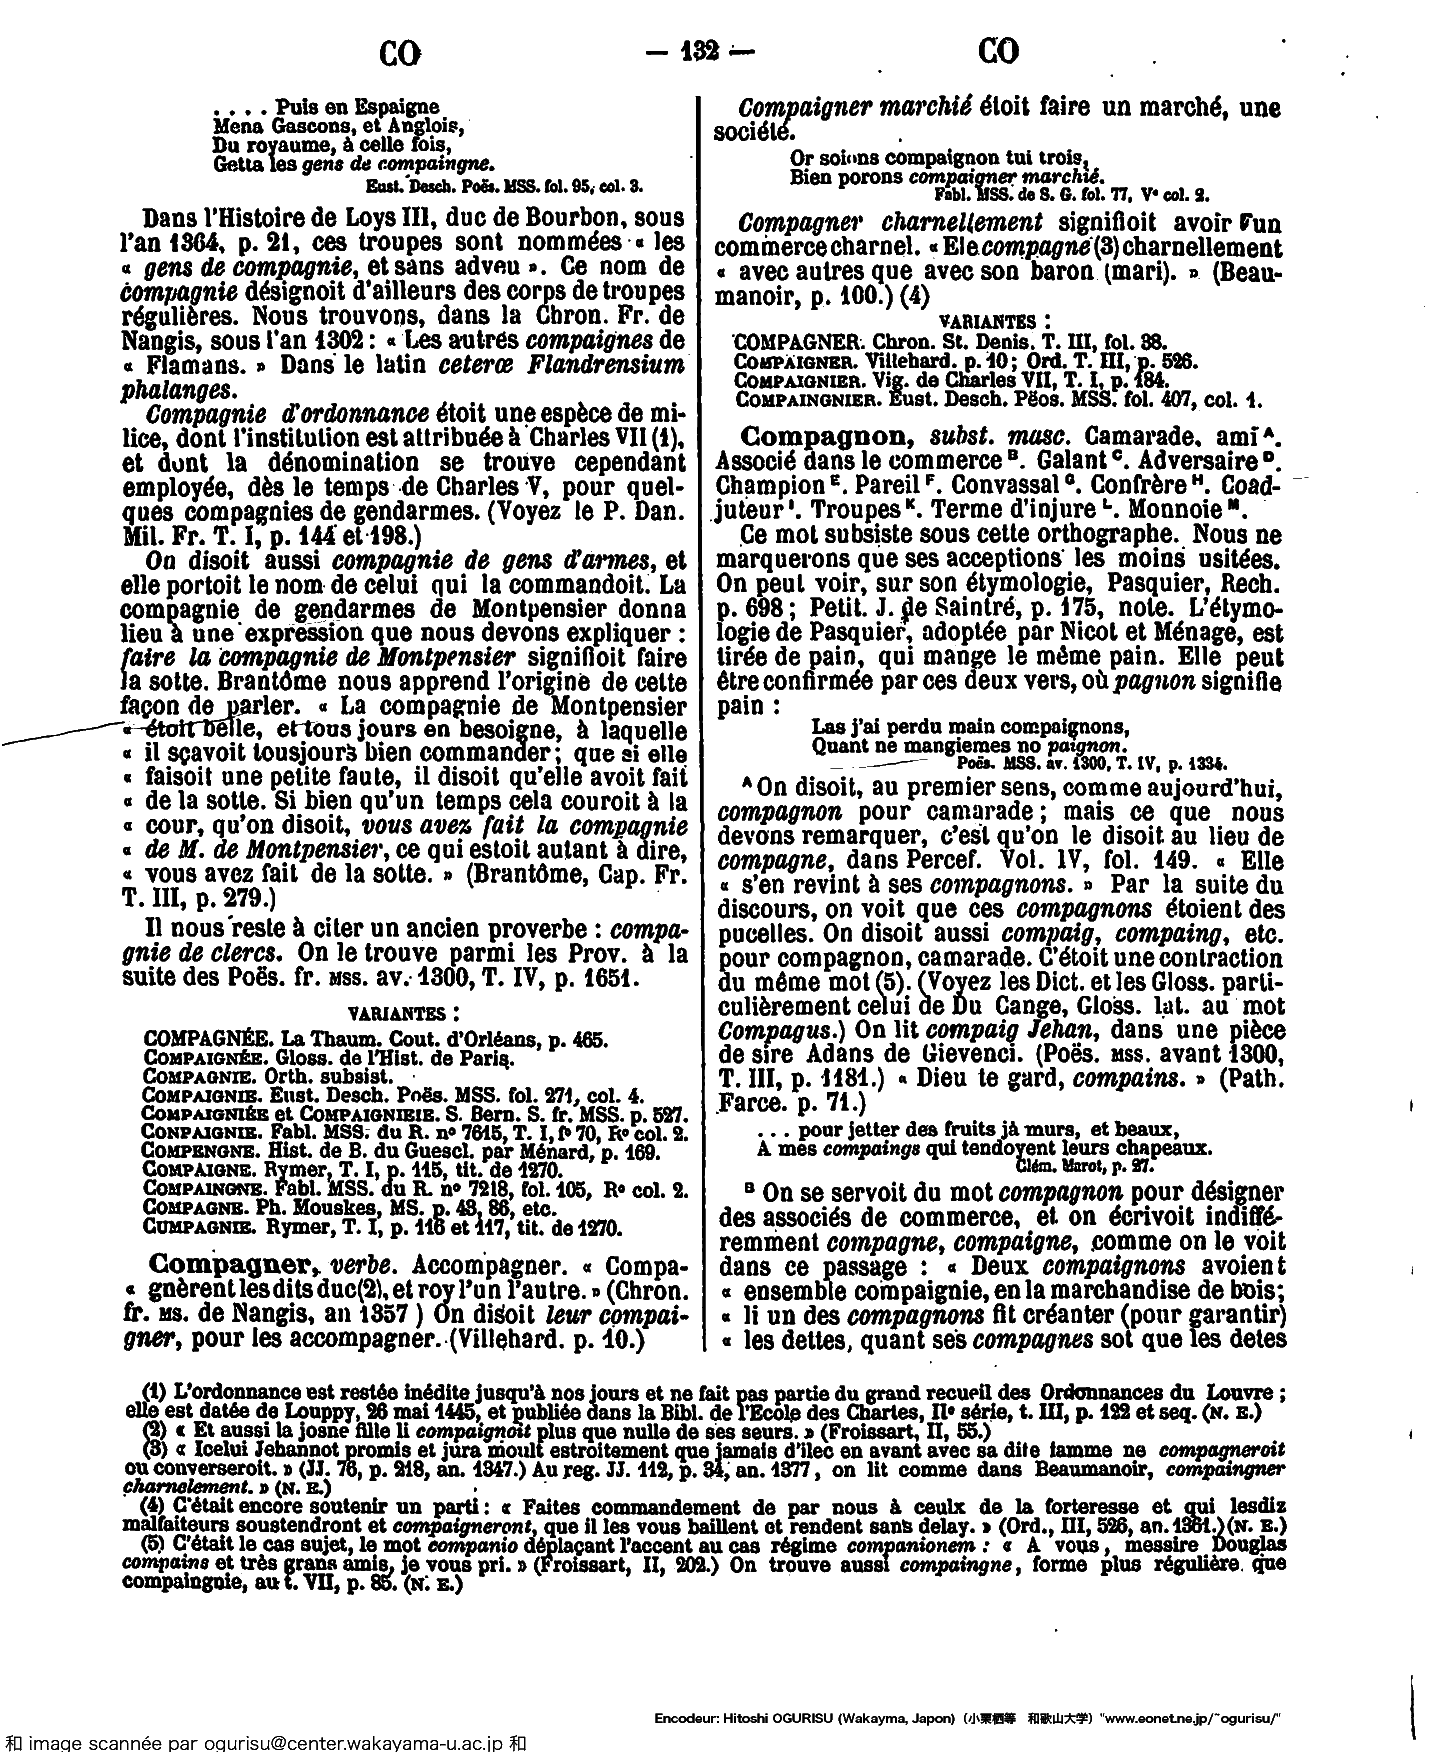 CO
— 132 —
CO
. . . . Puis en Espaigne
Mena Gascons, et Anglois,
Du royaume, à celle fois,
Getta les gens de compaingne.
Eust. Desch. Poës. MSS. fol. 95, col. 3.
Dans l'Histoire de Loys III, duc de Bourbon, sous
l'an 1364, p. 21, ces troupes sont nommées « les
« gens de compagnie, et sans adveu ». Ce nom de
compagnie désignoit d'ailleurs des corps de troupes
régulières. Nous trouvons, dans la Chron. Fr. de
Nangis, sous l'an 1302 : « Les autres compaignes de
« Flamans. » Dans le latin ceteræ Flandrensium
phalanges.
Compagnie d'ordonnance étoit une espèce de mi-
lice, dont l'institution est attribuée à Charles VII (1),
et dont la dénomination se trouve cependant
employée, dès le temps de Charles V, pour quel-
ques compagnies de gendarmes. (Voyez le P. Dan.
Mil. Fr. T. I, p. 144 et 198.)
On disoit aussi compagnie de gens d'armes, et
elle portoit le nom de celui qui la commandoit. La
compagnie de gendarmes de Montpensier donna
lieu à une expression que nous devons expliquer :
faire la compagnie de Montpensier signifioit faire
la sotte. Brantôme nous apprend l'origine de cette
façon de parler. « La compagnie de Montpensier
« étoit belle, et tous jours en besoigne, à laquelle
« il sçavoit tousjours bien commander ; que si elle
« faisoit une petite faute, il disoit qu'elle avoit fait
« de la sotte. Si bien qu'un temps cela couroit à la
« cour, qu'on disoit, vous avez fait la compagnie
« de M. de Montpensier, ce qui estoit autant à dire,
« vous avez fait de la sotte. » (Brantôme, Cap. Fr.
T. III, p. 279.)
Il nous reste à citer un ancien proverbe : compa-
gnie de clercs. On le trouve parmi les Prov. à la
suite des Poës. fr. MSS. av. 1300, T. IV, p. 1651.
VARIANTES :
COMPAGNÉE. La Thaum. Cout. d'Orléans, p. 465.
COMPAIGNÉE. Gloss. de l'Hist. de Paris.
COMPAGNIE. Orth. subsist.
COMPAIGNIE. Eust. Desch. Poës. MSS. fol. 271, col. 4.
COMPAIGNIÉE et COMPAIGNIEIE. S. Bern. S. fr. MSS. p. 527.
CONPAIGNIE. Fabl. MSS. du R. nº 7615, T. I, fº 70, Rº col. 2.
COMPENGNE. Hist. de B. du Guescl. par Ménard, p. 169.
COMPAIGNE. Rymer, T. I, p. 115, tit. de 1270.
COMPAINGNE. Fabl. MSS. du R. nº 7218, fol. 105, Rº col. 2.
COMPAGNE. Ph. Mouskes, MS. p. 43, 86, etc.
CUMPAGNIE. Rymer, T. I, p. 116 et 117, tit. de 1270.
Compagner, verbe. Accompagner. « Compa-
« gnèrent les dits duc(2), et roy l'un l'autre. » (Chron.
fr. MS. de Nangis, an 1357 ) On disoit leur compai-
gner, pour les accompagner. (Villehard. p. 10.)
Compaigner marchié étoit faire un marché, une
société.
Or soions compaignon tui trois,
Bien porons compaigner marchié.
Fabl. MSS. de S. G. fol. 77, Vº col. 2.
Compagner charnellement signifioit avoir un
commerce charnel. « Ele compagne (3) charnellement
« avec autres que avec son baron (mari). » (Beau-
manoir, p. 100.) (4)
VARIANTES :
COMPAGNER. Chron. St. Denis. T. III, fol. 38.
COMPAIGNER. Villehard. p. 10 ; Ord. T. III, p. 526.
COMPAIGNIER. Vig. de Charles VII, T. I, p. 184.
COMPAINGNIER. Eust. Desch. Pëos. MSS. fol. 407, col. 1.
Compagnon, subst. masc. Camarade, ami A.
Associé dans le commerce B. Galant C. Adversaire D.
Champion E. Pareil F. Convassal G. Confrère H. Coad-
juteur I. Troupes K. Terme d'injure L. Monnoie M.
Ce mot subsiste sous cette orthographe. Nous ne
marquerons que ses acceptions les moins usitées.
On peut voir, sur son étymologie, Pasquier, Rech.
p. 698 ; Petit. J. de Saintré, p. 175, note. L'étymo-
logie de Pasquier, adoptée par Nicot et Ménage, est
tirée de pain, qui mange le même pain. Elle peut
être confirmée par ces deux vers, où pagnon signifie
pain :
Las j'ai perdu main compaignons,
Quant ne mangiemes no paignon.
Poës. MSS. av. 1300, T. IV, p. 1334.
A On disoit, au premier sens, comme aujourd'hui,
compagnon pour camarade ; mais ce que nous
devons remarquer, c'est qu'on le disoit au lieu de
compagne, dans Percef. Vol. IV, fol. 149. « Elle
« s'en revint à ses compagnons. » Par la suite du
discours, on voit que ces compagnons étoient des
pucelles. On disoit aussi compaig, compaing, etc.
pour compagnon, camarade. C'étoit une contraction
du même mot (5). (Voyez les Dict. et les Gloss. parti-
culièrement celui de Du Cange, Gloss. lat. au mot
Compagus.) On lit compaig Jehan, dans une pièce
de sire Adans de Gievenci. (Poës. MSS. avant 1300,
T. III, p. 1181.) « Dieu te gard, compains. » (Path.
Farce. p. 71.)
. . . pour jetter des fruits jà murs, et beaux,
A mes compaings qui tendoyent leurs chapeaux.
Clém. Marot, p. 27.
B On se servoit du mot compagnon pour désigner
des associés de commerce, et on écrivoit indiffé-
remment compagne, compaigne, comme on le voit
dans ce passage : « Deux compaignons avoient
« ensemble compaignie, en la marchandise de bois;
« li un des compagnons fit créanter (pour garantir)
« les dettes, quant ses compagnes sot que les detes
(1) L'ordonnance est restée inédite jusqu'à nos jours et ne fait pas partie du grand recueil des Ordonnances du Louvre ;
elle est datée de Louppy, 26 mai 1445, et publiée dans la Bibl. de l'Ecole des Chartes, IIe série, t. III, p. 122 et seq. (N. E.)
(2) « Et aussi la josne fille li compaignoit plus que nulle de ses seurs. » (Froissart, II, 55.)
(3) « Icelui Jehannot promis et jura moult estroitement que jamais d'ilec en avant avec sa dite famme ne compagneroit
ou converseroit. » (JJ. 76, p. 218, an. 1347.) Au reg. JJ. 112, p. 34, an. 1377, on lit comme dans Beaumanoir, compaingner
charnelement. » (N. E.)
(4) C'était encore soutenir un parti : « Faites commandement de par nous à ceulx de la forteresse et qui lesdiz
malfaiteurs soustendront et compaigneront, que il les vous baillent et rendent sans delay. » (Ord., III, 526, an. 1361.) (N. E.)
(5) C'était le cas sujet, le mot companio déplaçant l'accent au cas régime companionem : « A vous, messire Douglas
compains et très grans amis, je vous pri. » (Froissart, II, 202.) On trouve aussi compaingne, forme plus régulière que
compaingnie, au t. VII, p. 85. (N. E.)
Encodeur: Hitoshi OGURISU (Wakayma, Japon)（小栗栖等　和歌山大学）"www.eonet.ne.jp/~ogurisu/"
和 image scannée par ogurisu@center.wakayama-u.ac.jp 和